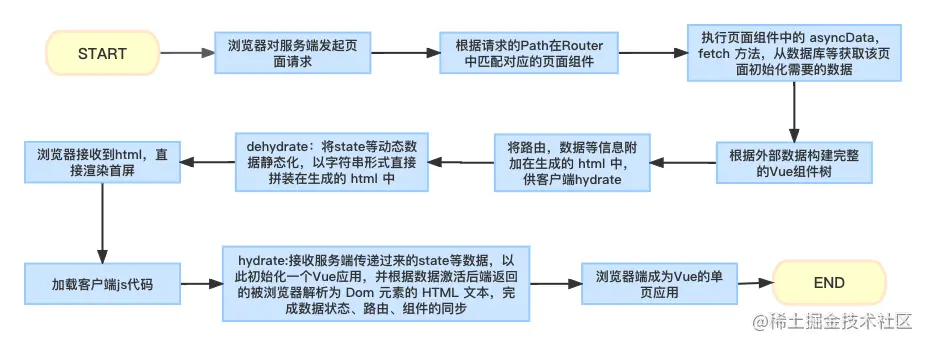 START
浏览器对服务端发起页
面请求
根据请求的Path在Router
中匹配对应的页面组件
执行页面组件中的 asyncData，
fetch 方法，从数据库等获取该页
面初始化需要的数据
根据外部数据构建完整
的Vue组件树
将路由，数据等信息附
加在生成的 html 中，
供客户端hydrate
dehydrate：将state等动态数
据静态化，以字符串形式直接
拼装在生成的 html 中
浏览器接收到html，直
接渲染首屏
加载客户端js代码
hydrate:接收服务端传递过来的state等数据，以
此初始化一个Vue应用，并根据数据激活后端返回
的被浏览器解析为 Dom 元素的 HTML 文本，完
成数据状态、路由、组件的同步
浏览器端成为Vue的单
页应用
END
@稀土掘金技术社区